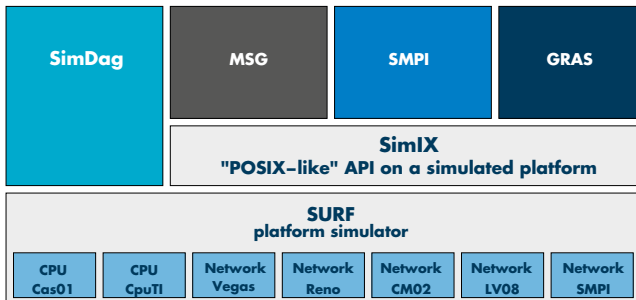 SimDag
MSG
SMPI
GRAS
SimIX
"POSIX–like" API on a simulated platform
SURF
platform simulator
CPU
Cas01
CPU
CpuTI
Network
Vegas
Network
Reno
Network
CM02
Network
LV08
Network
SMPI